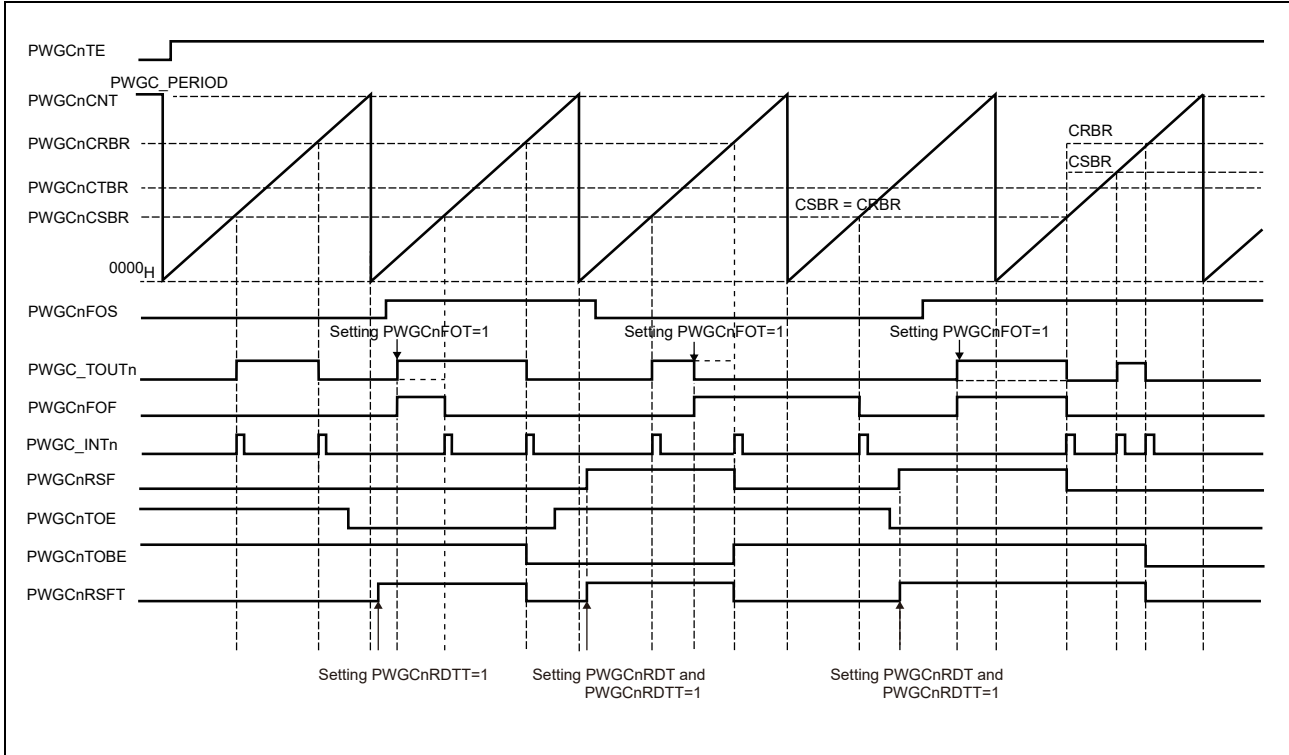 PWGCnTE
PWGC_PERIOD
PWGCnCNT
PWGCnCRBR
CRBR
CSBR
PWGCnCTBR
PWGCnCSBR
CSBR = CRBR
0000H
PWGCnFOS
Setting PWGCnFOT=1
Setting PWGCnFOT=1
Setting PWGCnFOT=1
PWGC_TOUTn
PWGCnFOF
PWGC_INTn
PWGCnRSF
PWGCnTOE
PWGCnTOBE
PWGCnRSFT
Setting PWGCnRDTT=1
Setting PWGCnRDT and
PWGCnRDTT=1
Setting PWGCnRDT and
PWGCnRDTT=1